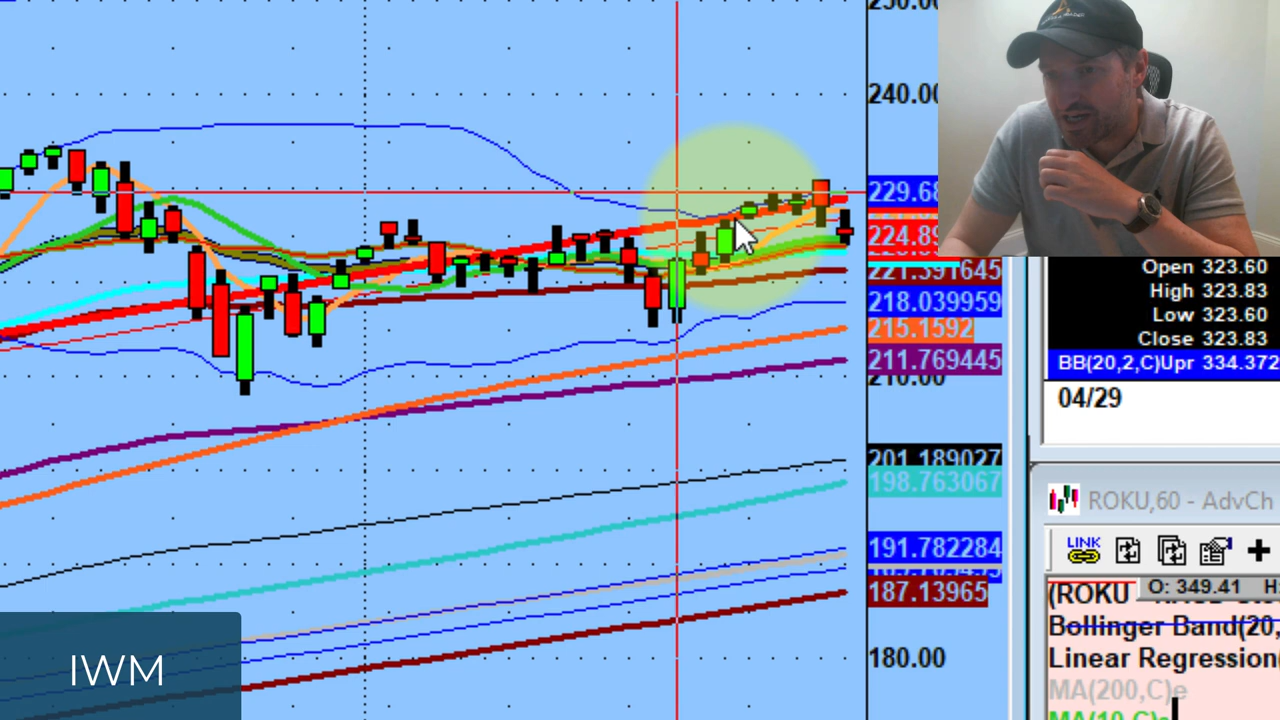 240.00
229.68
224.89
221.391645
218.039959
215.1592
211.769445
210.00
201.189027
198.763067
191.782284
187.13965
180.00
IWM
Open 323.60
High 323.83
Low 323.60
Close 323.83
BB(20,2,C)Upr 334.372
04/29
ROKU,60 - AdvCh
LINK
(ROKU
O: 349.41 H:
Bollinger Band(20,
Linear Regression(
MA(200,C)e
MA(10,C)e